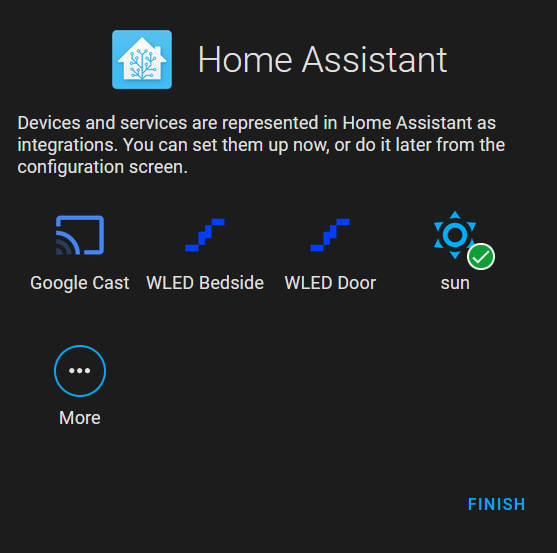 Home Assistant
Devices and services are represented in Home Assistant as
integrations. You can set them up now, or do it later from the
configuration screen.
Google Cast
WLED Bedside
WLED Door
sun
More
FINISH